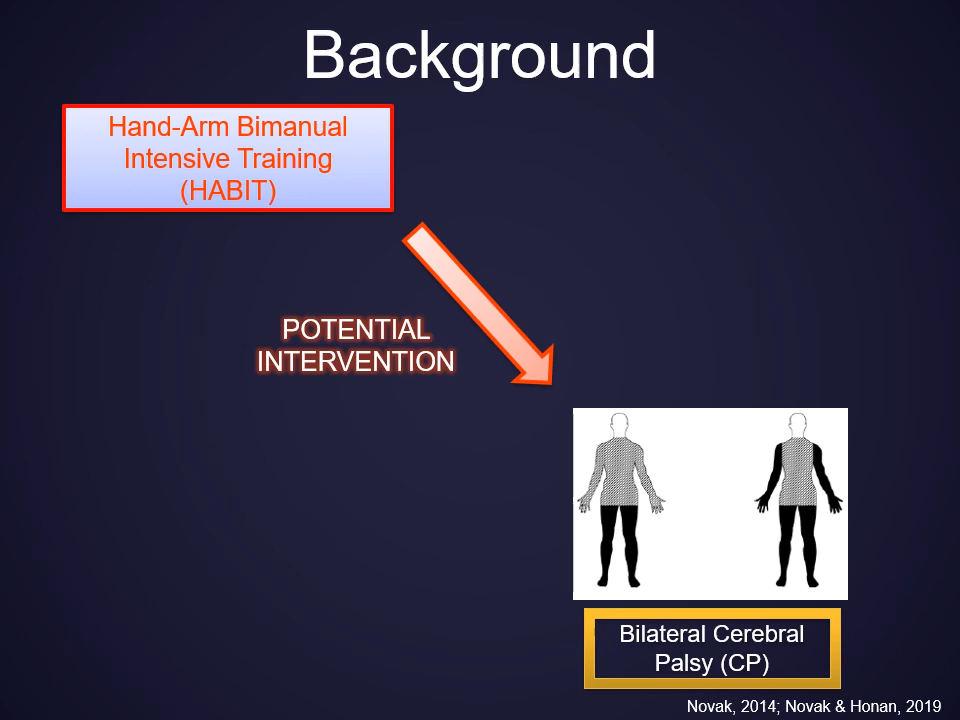 Background
Hand-Arm Bimanual
Intensive Training
(HABIT)
POTENTIAL
INTERVENTION
Bilateral Cerebral
Palsy (CP)
Novak, 2014; Novak & Honan, 2019